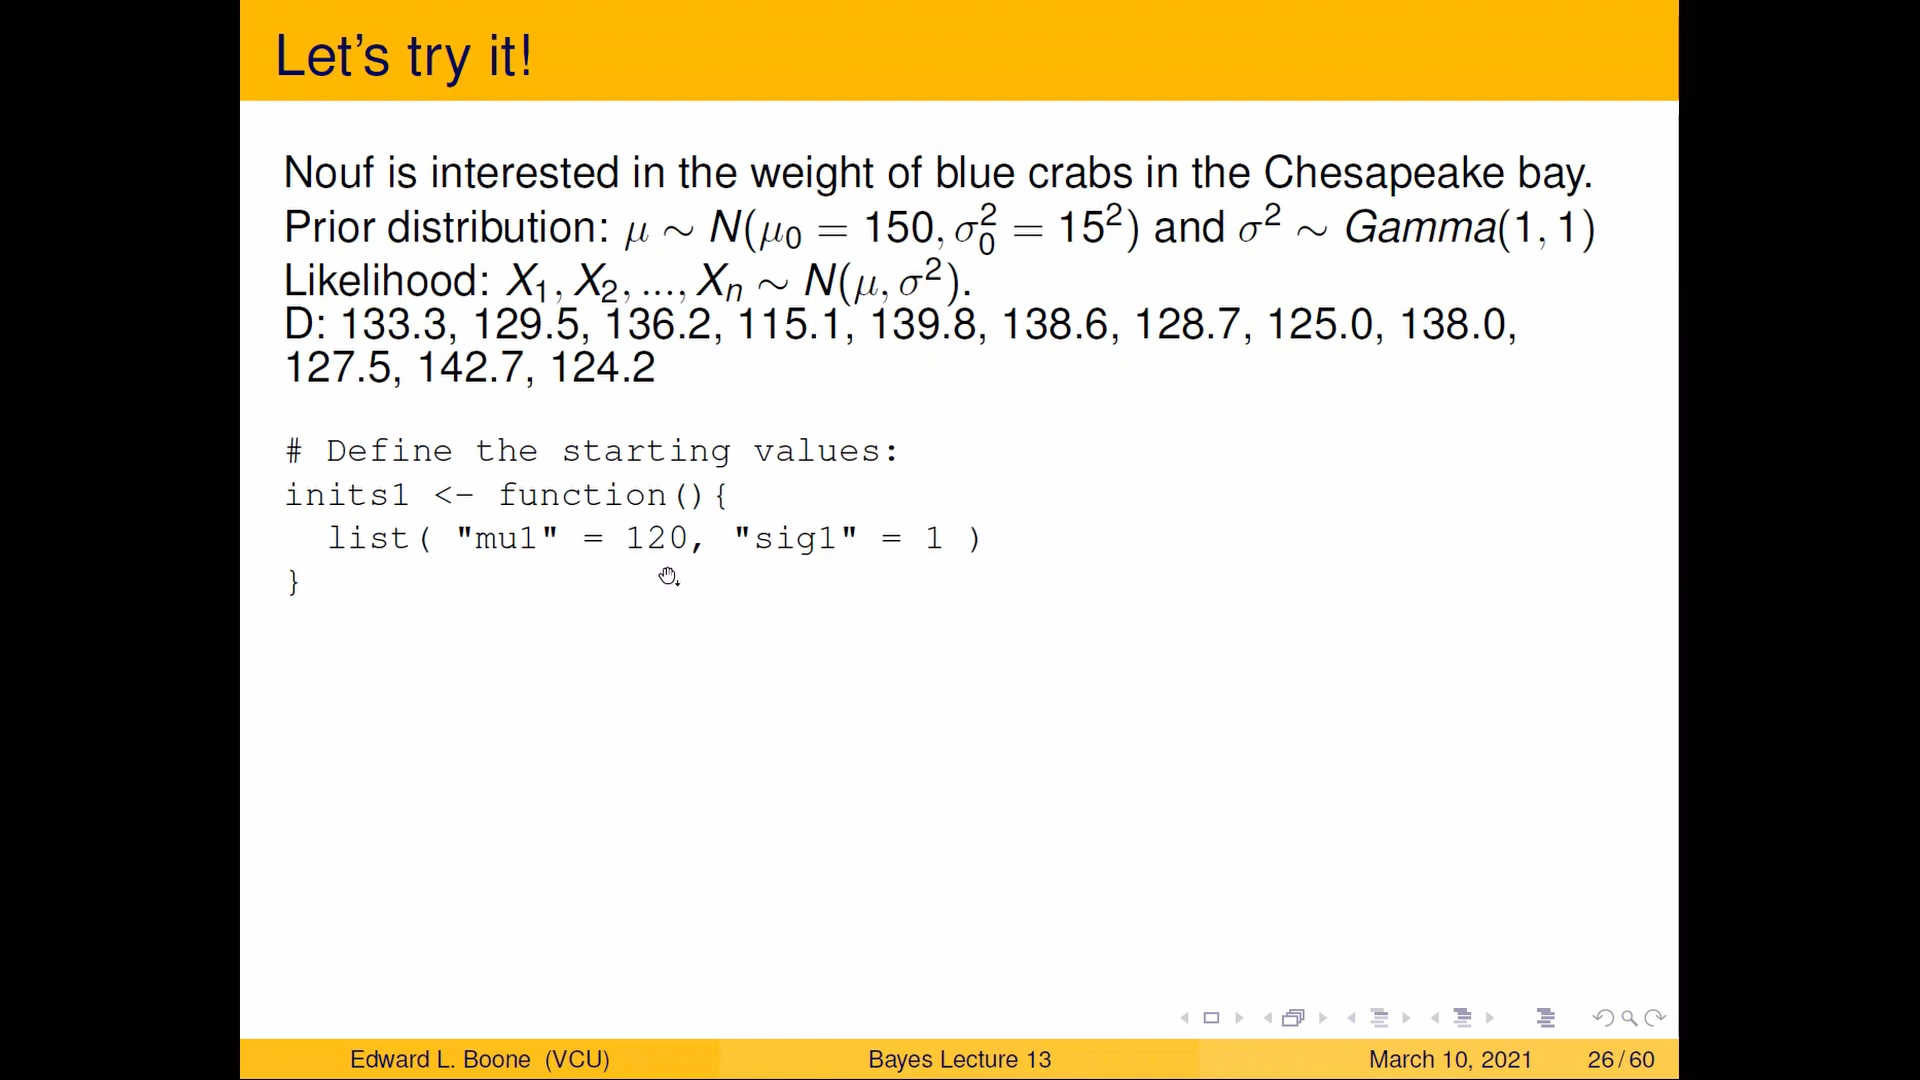 Let's try it!
Nouf is interested in the weight of blue crabs in the Chesapeake bay.
Prior distribution: μ ∼ N(μ₀ = 150, σ₀² = 15²) and σ² ∼ Gamma(1, 1)
Likelihood: X₁, X₂, ..., Xₙ ∼ N(μ, σ²).
D: 133.3, 129.5, 136.2, 115.1, 139.8, 138.6, 128.7, 125.0, 138.0,
127.5, 142.7, 124.2
# Define the starting values:
inits1 <- function(){
list( "mu1" = 120, "sig1" = 1 )
}
Edward L. Boone (VCU)
Bayes Lecture 13
March 10, 2021
26 / 60